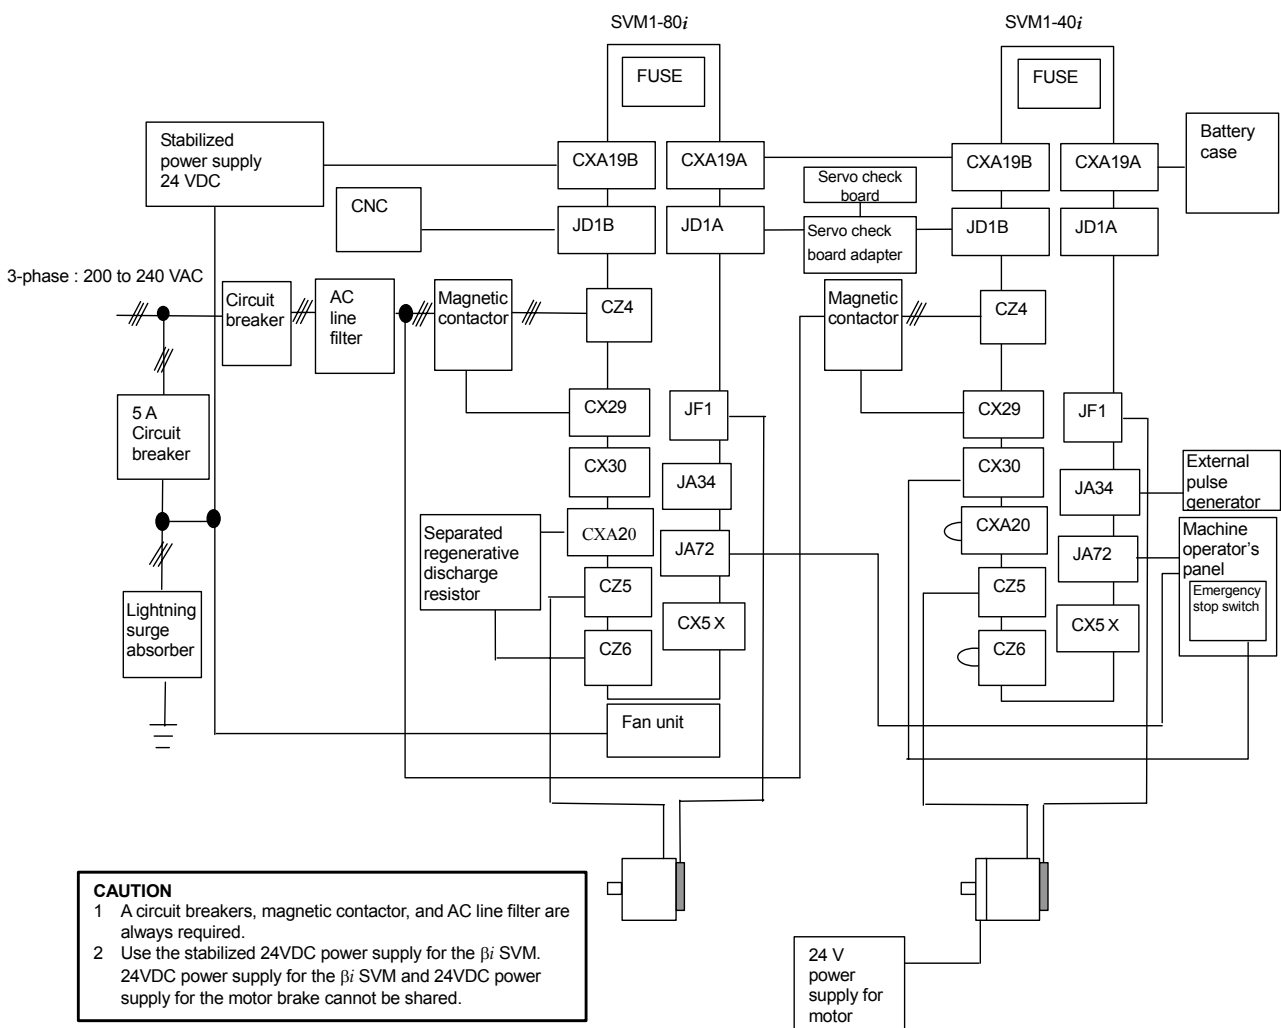 SVM1-80i
SVM1-40i
FUSE
FUSE
Stabilized
power supply
24 VDC
CXA19B
CXA19A
CXA19B
CXA19A
Battery
case
Servo check
board
CNC
JD1B
JD1A
Servo check
board adapter
JD1B
JD1A
3-phase : 200 to 240 VAC
Circuit
breaker
AC
line
filter
Magnetic
contactor
CZ4
Magnetic
contactor
CZ4
5 A
Circuit
breaker
CX29
JF1
CX29
JF1
CX30
JA34
CX30
JA34
External
pulse
generator
Separated
regenerative
discharge
resistor
CXA20
JA72
CXA20
JA72
Machine
operator's
panel
Emergency
stop switch
Lightning
surge
absorber
CZ5
CX5 X
CZ5
CX5 X
CZ6
CZ6
Fan unit
CAUTION
1 A circuit breakers, magnetic contactor, and AC line filter are
always required.
2 Use the stabilized 24VDC power supply for the βi SVM.
24VDC power supply for the βi SVM and 24VDC power
supply for the motor brake cannot be shared.
24 V
power
supply for
motor